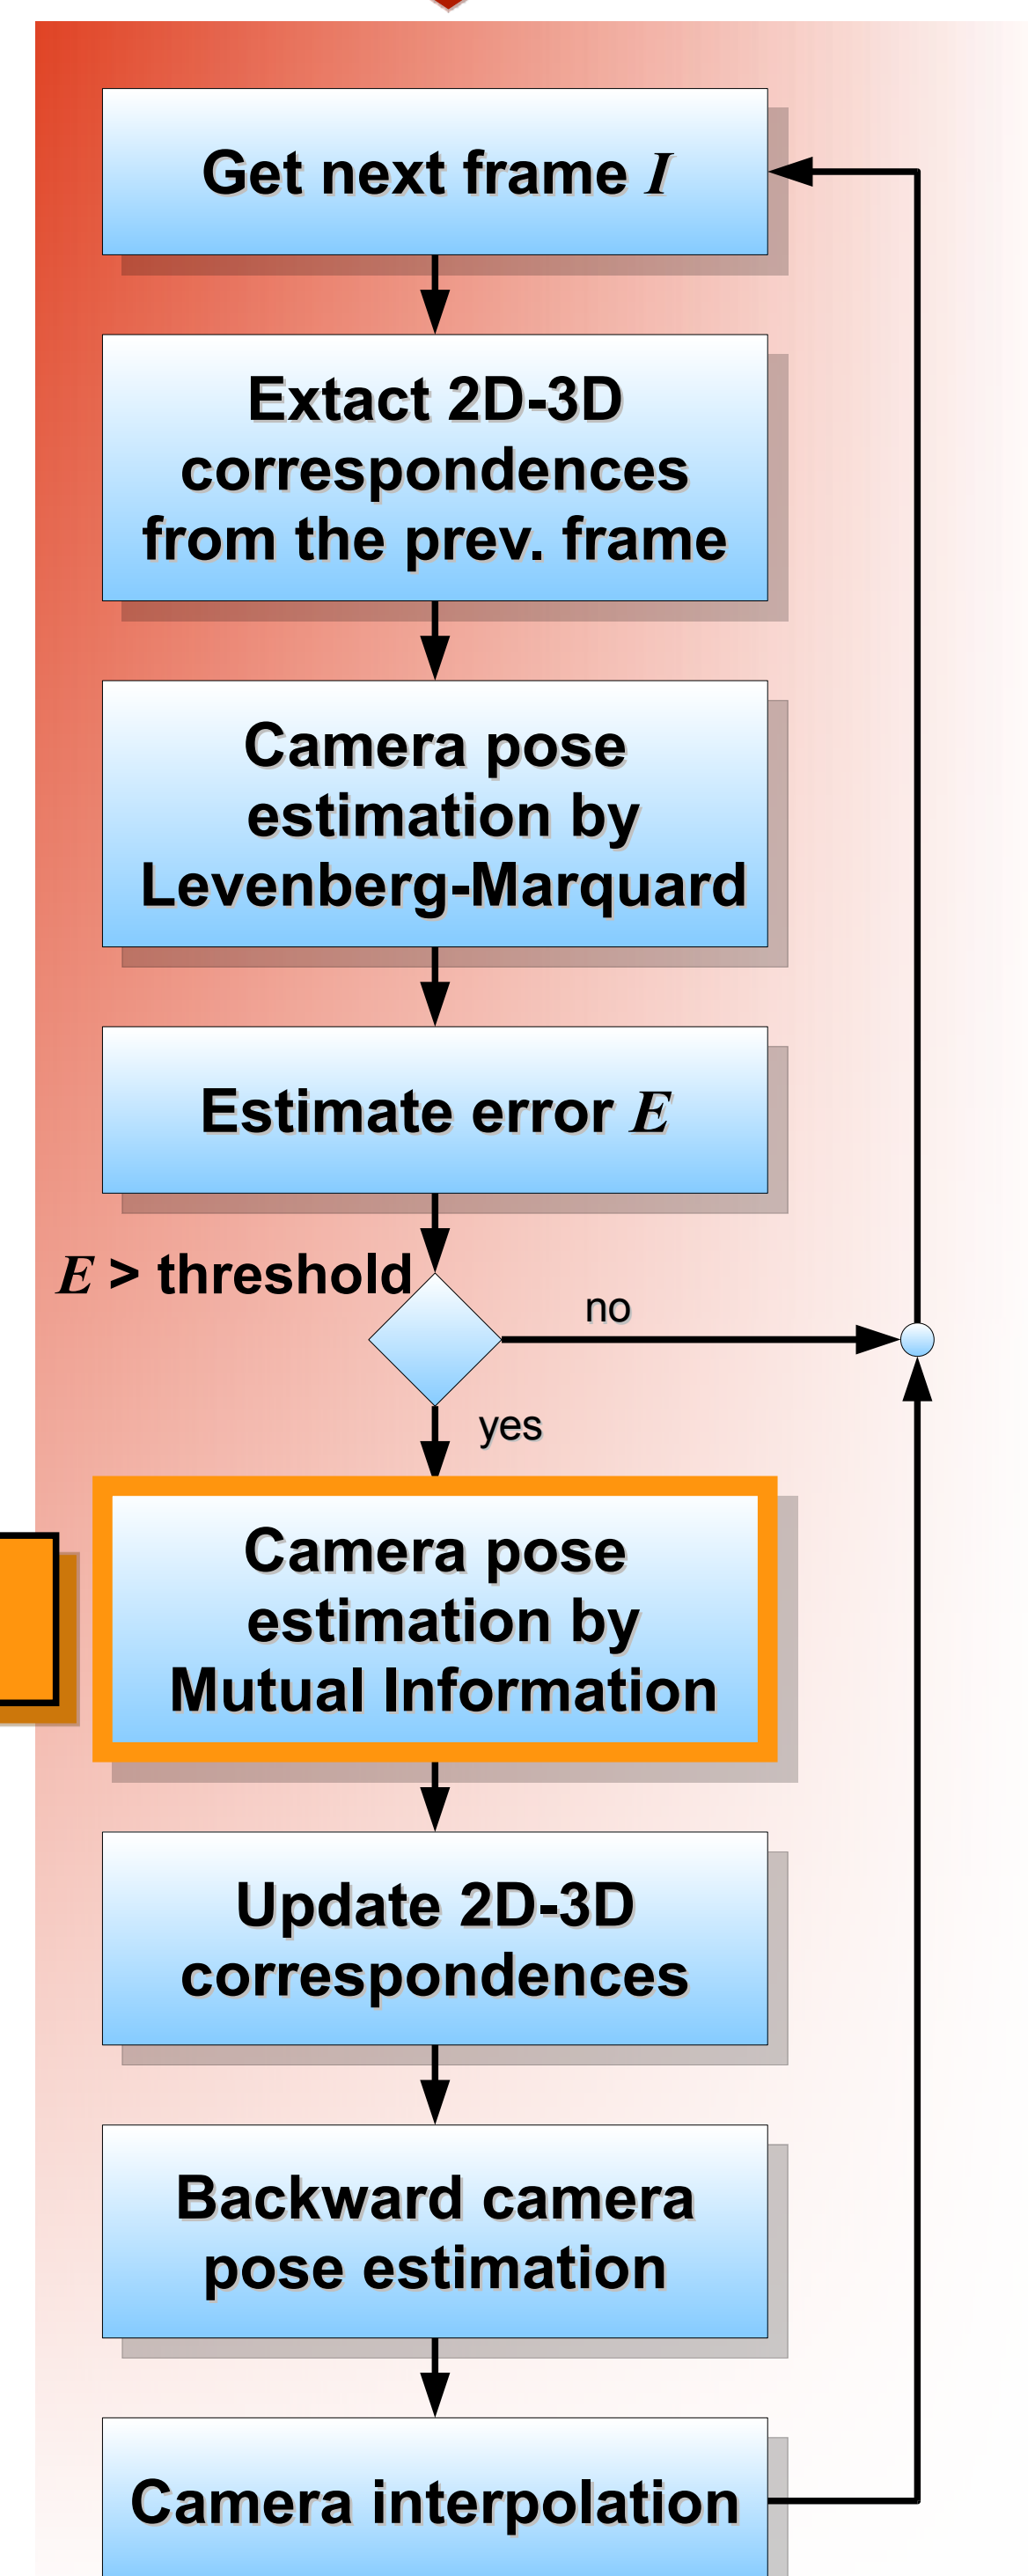 Get next frame I
Extact 2D-3D
correspondences
from the prev. frame
Camera pose
estimation by
Levenberg-Marquard
Estimate error E
E > threshold
no
yes
Camera pose
estimation by
Mutual Information
Update 2D-3D
correspondences
Backward camera
pose estimation
Camera interpolation